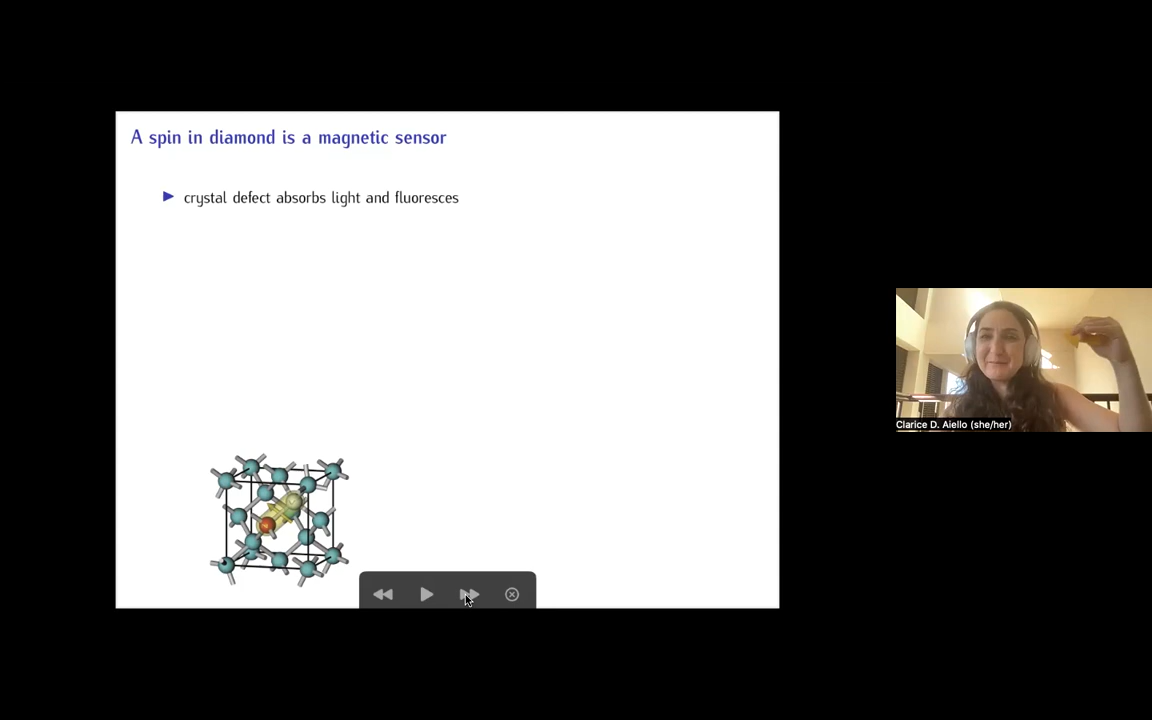 A spin in diamond is a magnetic sensor
crystal defect absorbs light and fluoresces
Clarice D. Aiello (she/her)